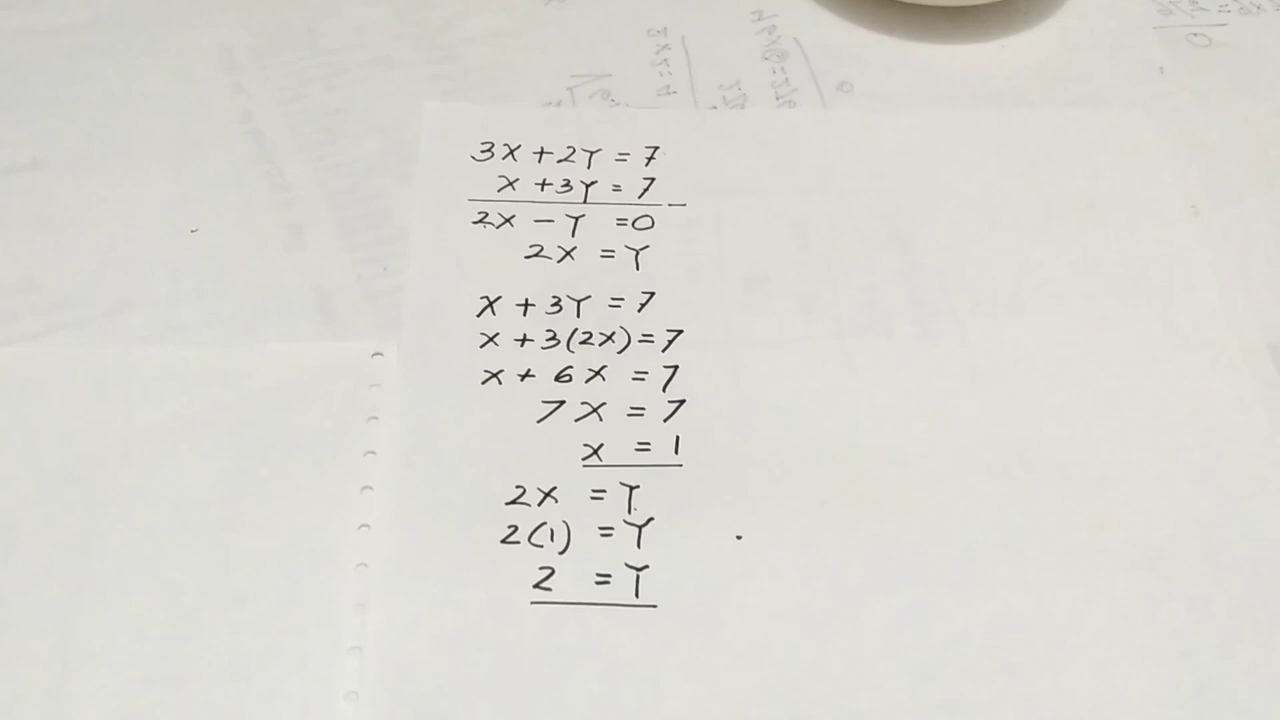 3X + 2Y = 7
X + 3Y = 7 -
2X - Y = 0
2X = Y
X + 3Y = 7
X + 3(2X) = 7
X + 6X = 7
7X = 7
X = 1
2X = Y
2(1) = Y
2 = Y